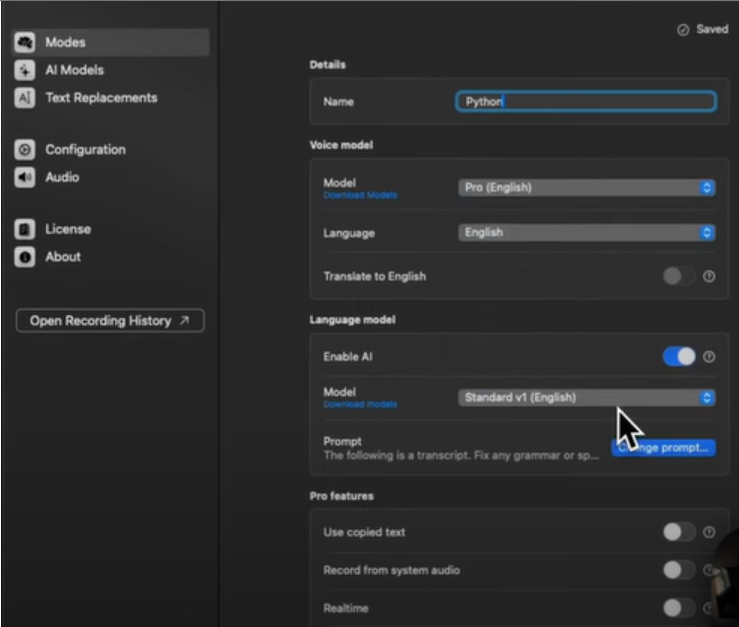 Saved
Modes
AI Models
Text Replacements
Configuration
Audio
License
About
Open Recording History
Details
Name
Python
Voice model
Model
Pro (English)
Download Models
Language
English
Translate to English
Language model
Enable AI
Model
Standard v1 (English)
Download models
Prompt
The following is a transcript. Fix any grammar or sp...
prompt...
Pro features
Use copied text
Record from system audio
Realtime